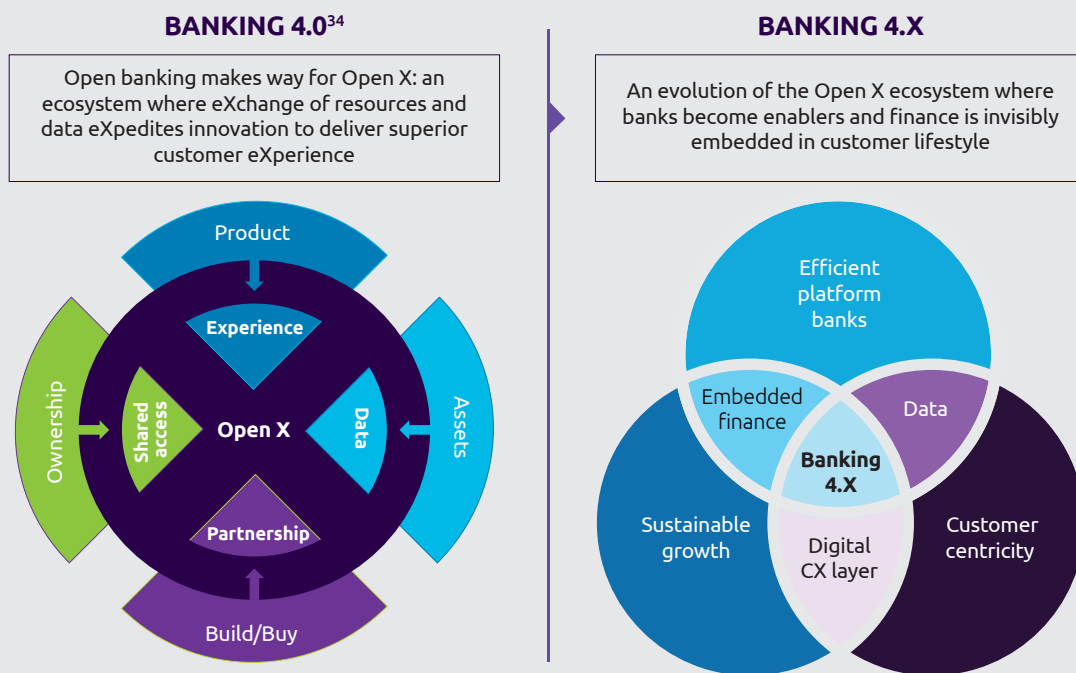 BANKING 4.0³⁴
Open banking makes way for Open X: an
ecosystem where eXchange of resources and
data eXpedites innovation to deliver superior
customer eXperience
Product
Experience
Ownership
Shared
access
Open X
Data
Assets
Partnership
Build/Buy
BANKING 4.X
An evolution of the Open X ecosystem where
banks become enablers and finance is invisibly
embedded in customer lifestyle
Efficient
platform
banks
Embedded
finance
Data
Banking
4.X
Sustainable
growth
Digital
CX layer
Customer
centricity